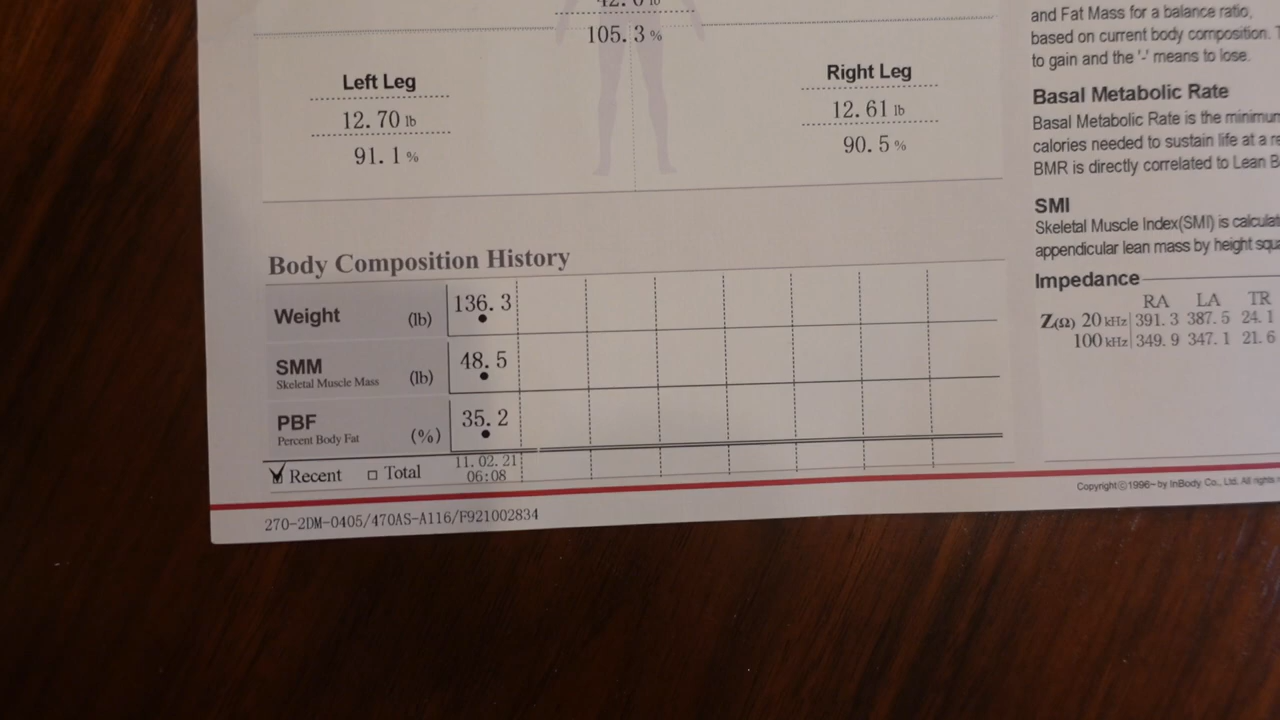 105.3%
Left Leg
12.70 lb
91.1%
Right Leg
12.61 lb
90.5%
Body Composition History
Weight (lb) 136.3
SMM (lb) 48.5
Skeletal Muscle Mass
PBF (%) 35.2
Percent Body Fat
Recent Total 11.02.21
06:08
270-2DM-0405/470AS-A116/F921002834
and Fat Mass for a balance ratio,
based on current body composition.
to gain and the '-' means to lose.
Basal Metabolic Rate
Basal Metabolic Rate is the
calories needed to sustain life at a
BMR is directly correlated to Lean
SMI
Skeletal Muscle Index(SMI) is
appendicular lean mass by height
Impedance
RA LA TR
Z(Ω) 20 kHz 391.3 387.5 24.1
100 kHz 349.9 347.1 21.6
Copyright©1996~ by InBody Co., Ltd. All rights